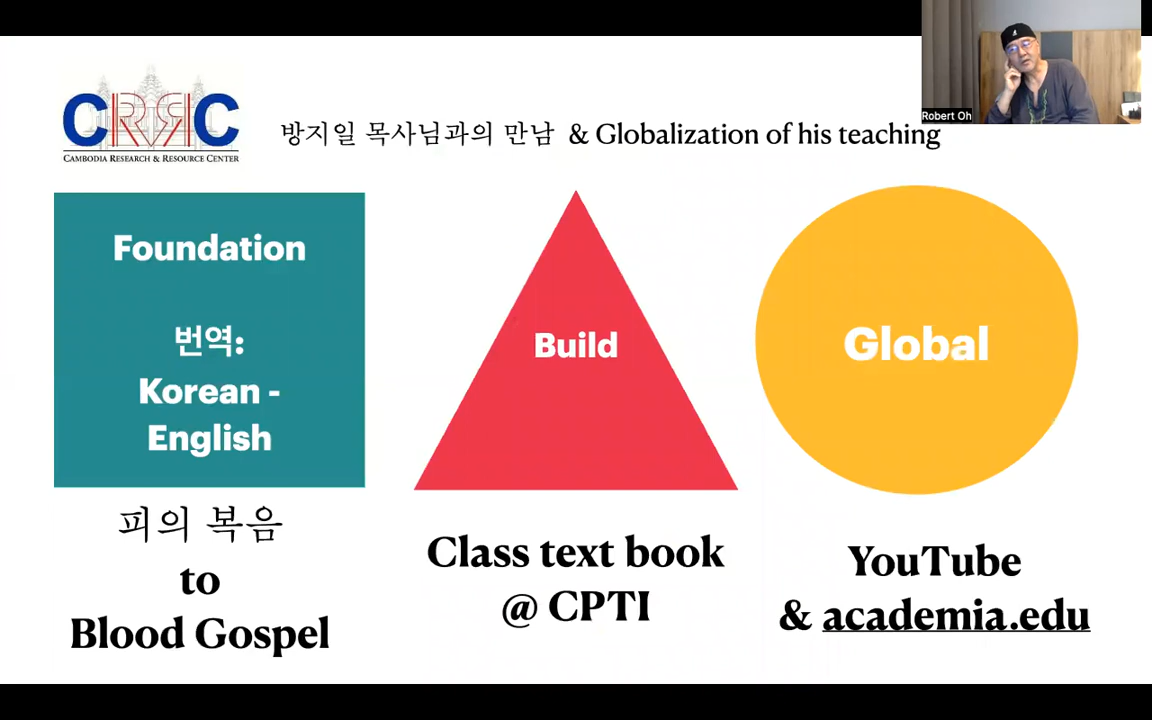 CRRC
CAMBODIA RESEARCH & RESOURCE CENTER
방지일 목사님과의 만남 & Globalization of his teaching
Robert Oh
Foundation
번역:
Korean -
English
피의 복음
to
Blood Gospel
Build
Class text book
@ CPTI
Global
YouTube
& academia.edu